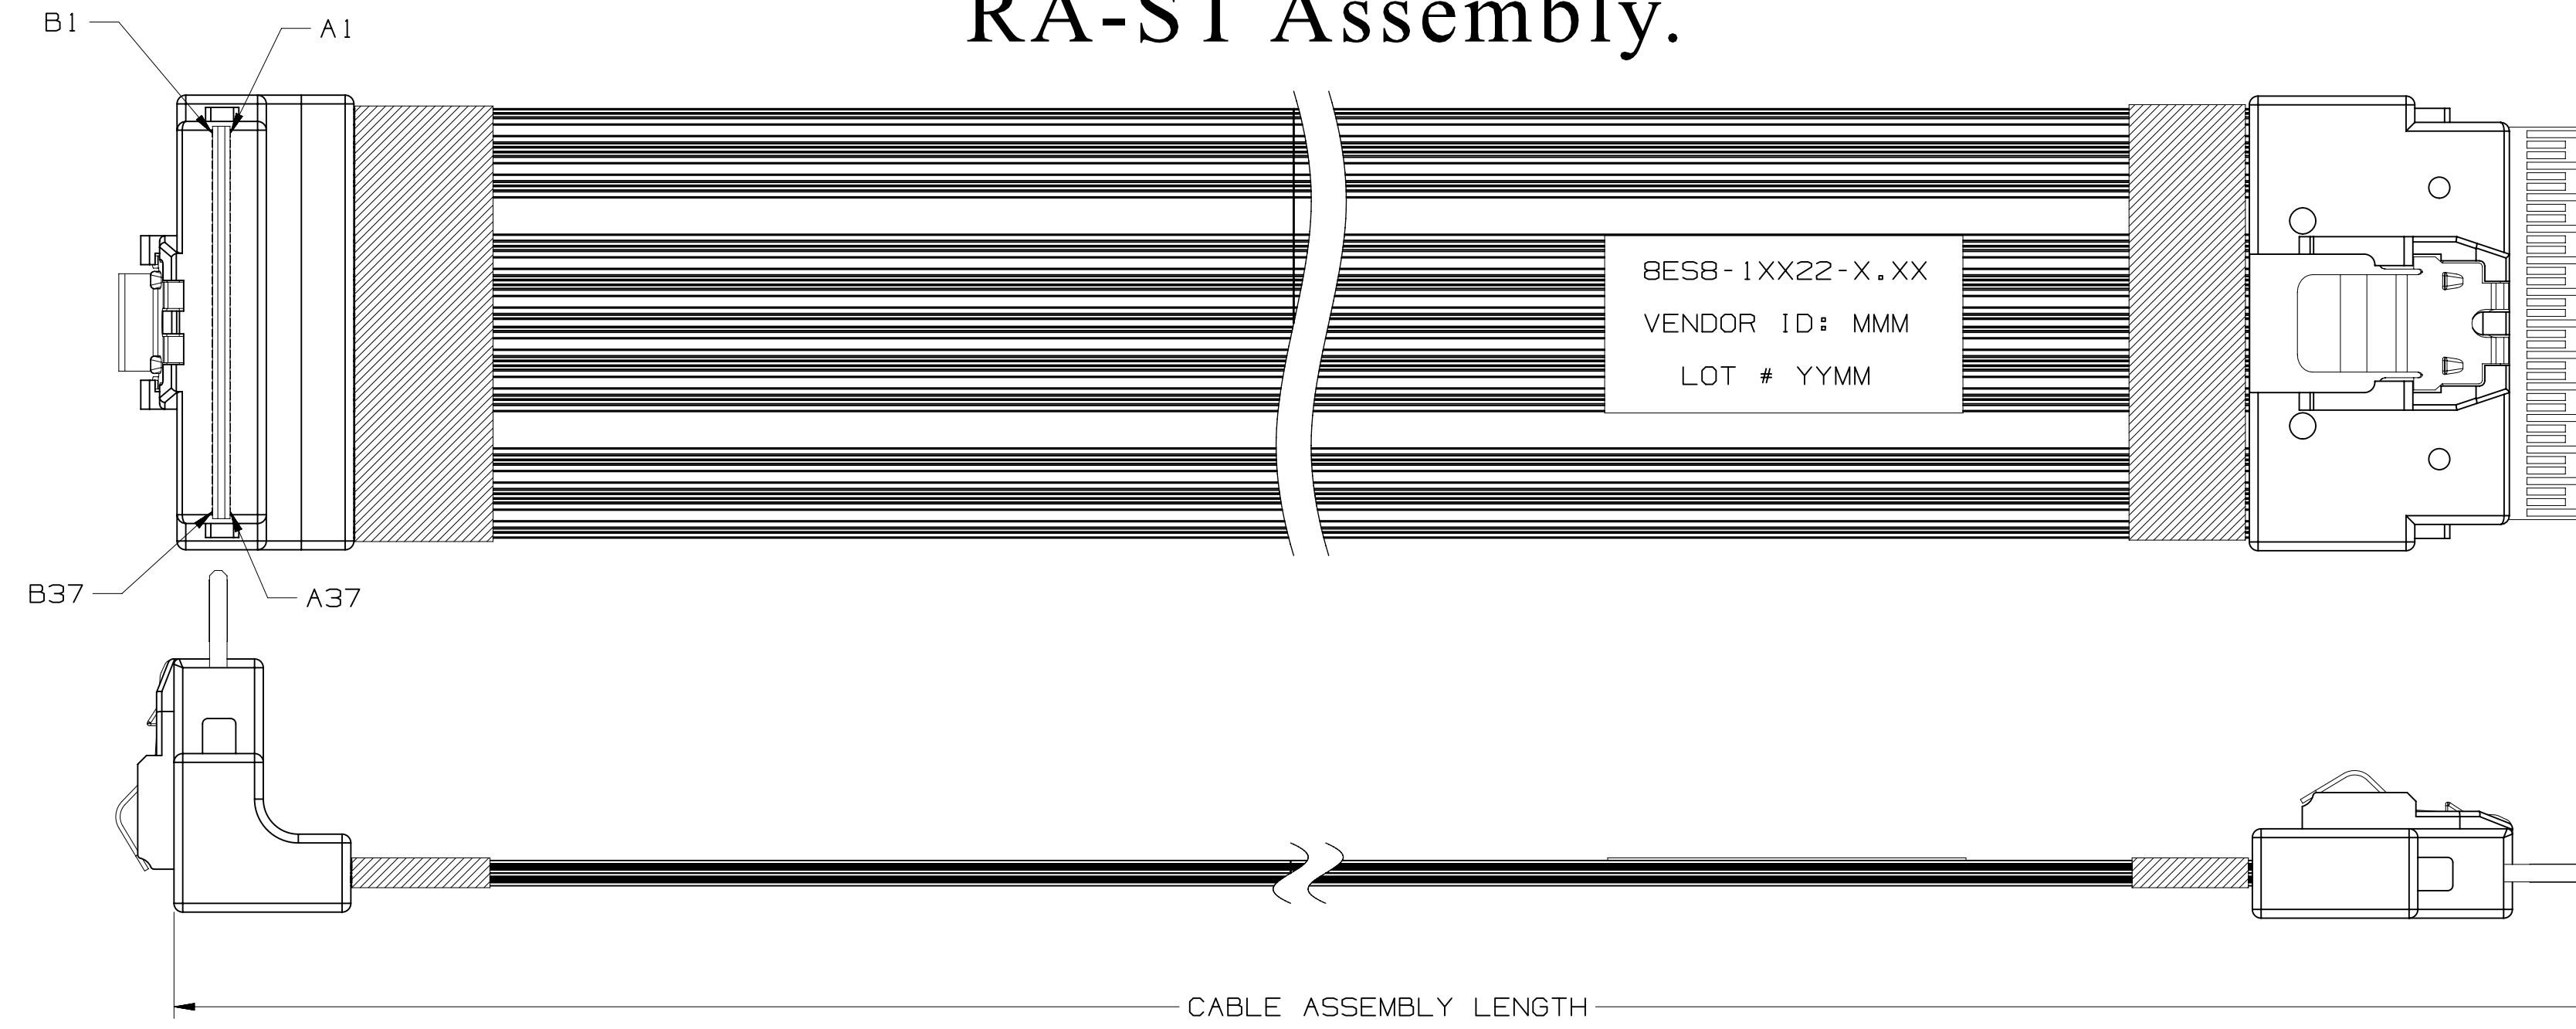 RA-ST Assembly.
B1
A1
8ES8-1XX22-X.XX
VENDOR ID: MMM
LOT # YYMM
B37
A37
CABLE ASSEMBLY LENGTH